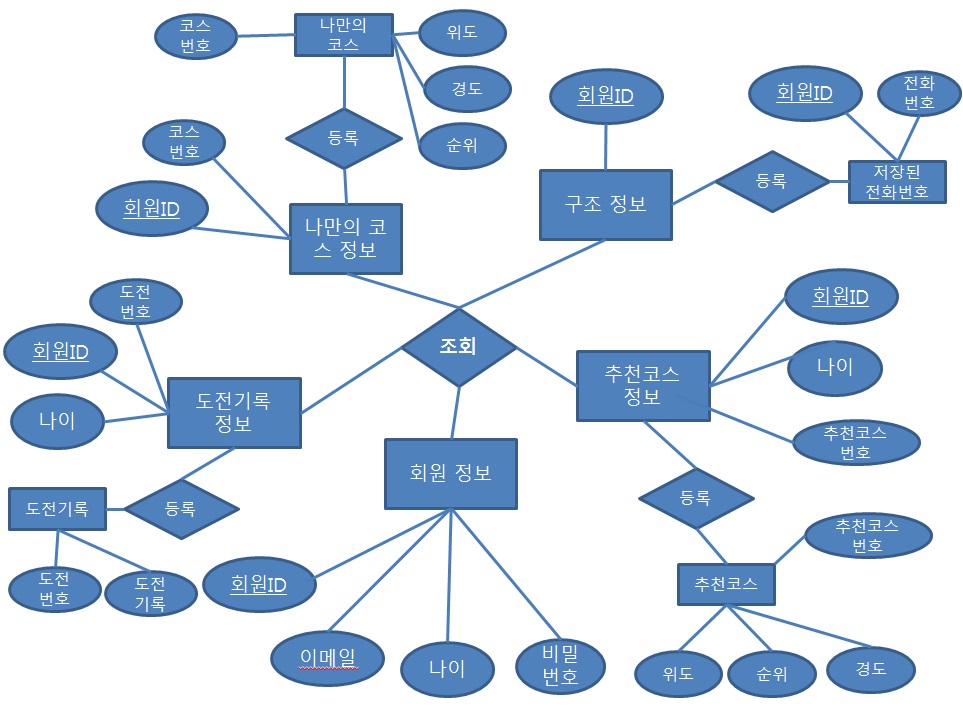 코스
번호
나만의
코스
위도
경도
순위
등록
코스
번호
회원ID
나만의 코
스 정보
회원ID
구조 정보
등록
회원ID
전화
번호
저장된
전화번호
조회
도전
번호
회원ID
나이
도전기록
정보
등록
도전기록
도전
번호
도전
기록
회원 정보
회원ID
이메일
나이
비밀
번호
추천코스
정보
회원ID
나이
추천코스
번호
등록
추천코스
추천코스
번호
위도
순위
경도